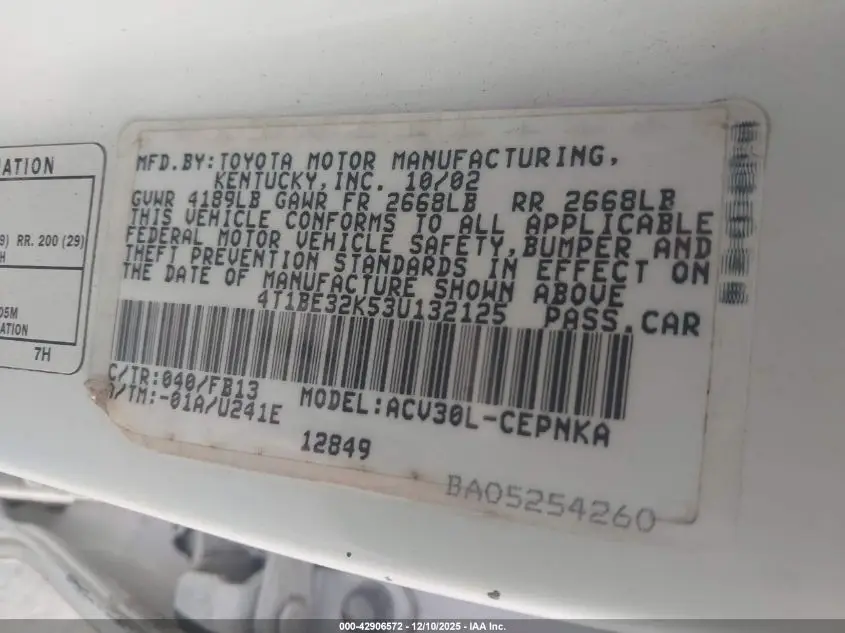 ATION
9) RR. 200 (29)
H
05M
ATION
7H
MFD.BY:TOYOTA MOTOR MANUFACTURING,
KENTUCKY,INC. 10/02
GVWR 4189LB GAWR FR 2668LB RR 2668LB
THIS VEHICLE CONFORMS TO ALL APPLICABLE
FEDERAL MOTOR VEHICLE SAFETY,BUMPER AND
THEFT PREVENTION STANDARDS IN EFFECT ON
THE DATE OF MANUFACTURE SHOWN ABOVE
4T1BE32K53U132125 PASS.CAR
C/TR:040/FB13
/TM:-01A/U241E
MODEL:ACV30L-CEPNKA
12849
BA05254260
000-42906572 | 12/10/2025 | IAA Inc.